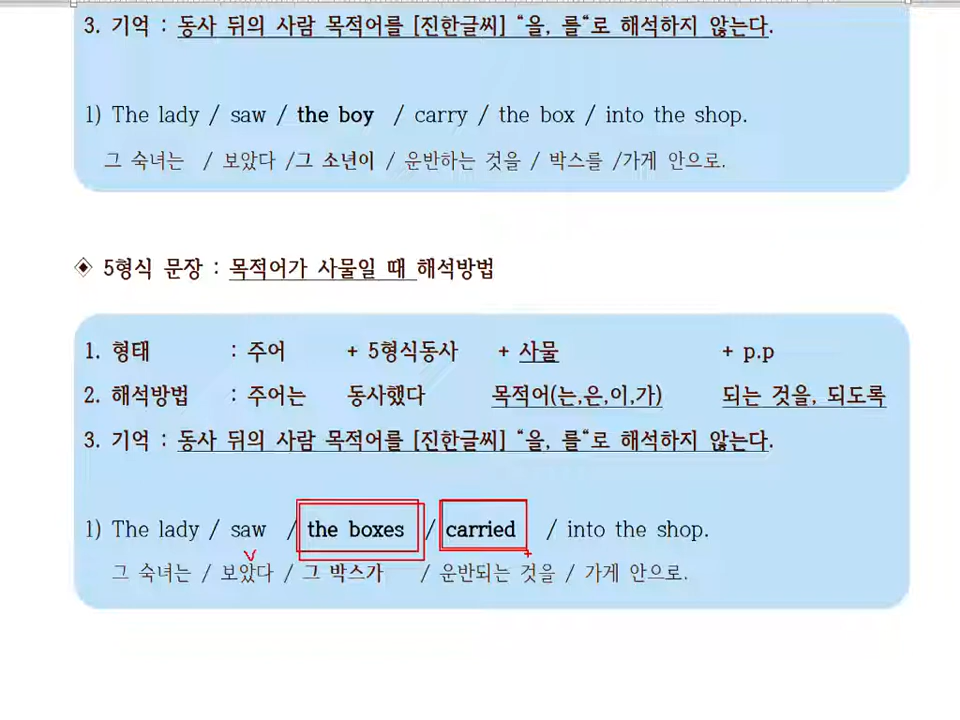 3. 기억 : 동사 뒤의 사람 목적어를 [진한글씨] “을, 를“로 해석하지 않는다.
1) The lady / saw / the boy / carry / the box / into the shop.
그 숙녀는 / 보았다 /그 소년이 / 운반하는 것을 / 박스를 /가게 안으로.
◈ 5형식 문장 : 목적어가 사물일 때 해석방법
1. 형태 : 주어 + 5형식동사 + 사물 + p.p
2. 해석방법 : 주어는 동사했다 목적어(는,은,이,가) 되는 것을, 되도록
3. 기억 : 동사 뒤의 사람 목적어를 [진한글씨] “을, 를“로 해석하지 않는다.
1) The lady / saw / the boxes / carried / into the shop.
그 숙녀는 / 보았다 / 그 박스가 / 운반되는 것을 / 가게 안으로.